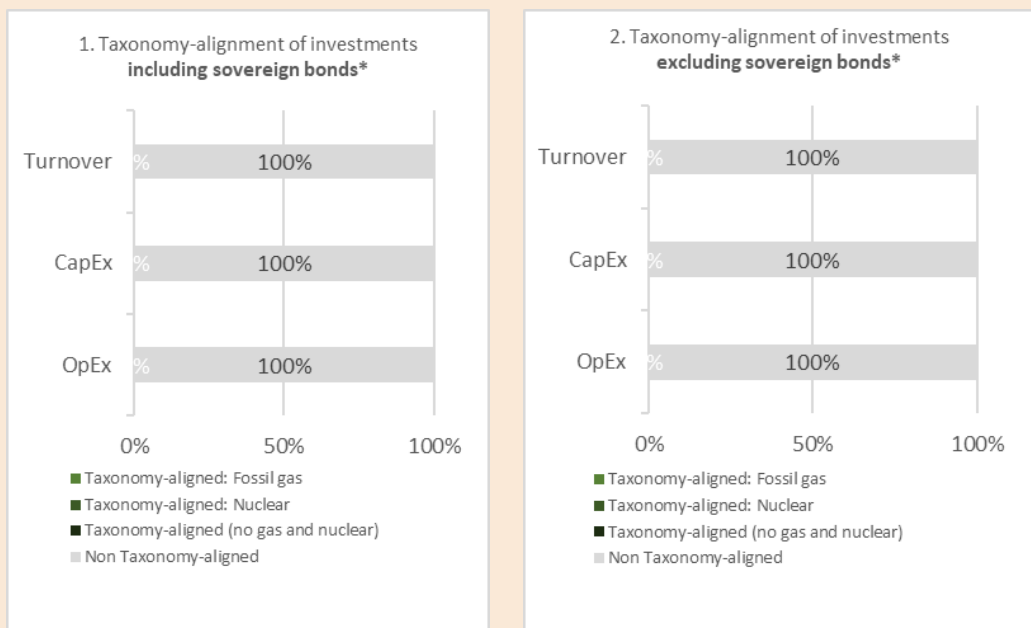 1. Taxonomy-alignment of investments
including sovereign bonds*
Turnover
%
100%
CapEx
%
100%
OpEx
%
100%
0%
50%
100%
Taxonomy-aligned: Fossil gas
Taxonomy-aligned: Nuclear
Taxonomy-aligned (no gas and nuclear)
Non Taxonomy-aligned
2. Taxonomy-alignment of investments
excluding sovereign bonds*
Turnover
%
100%
CapEx
%
100%
OpEx
%
100%
0%
50%
100%
Taxonomy-aligned: Fossil gas
Taxonomy-aligned: Nuclear
Taxonomy-aligned (no gas and nuclear)
Non Taxonomy-aligned